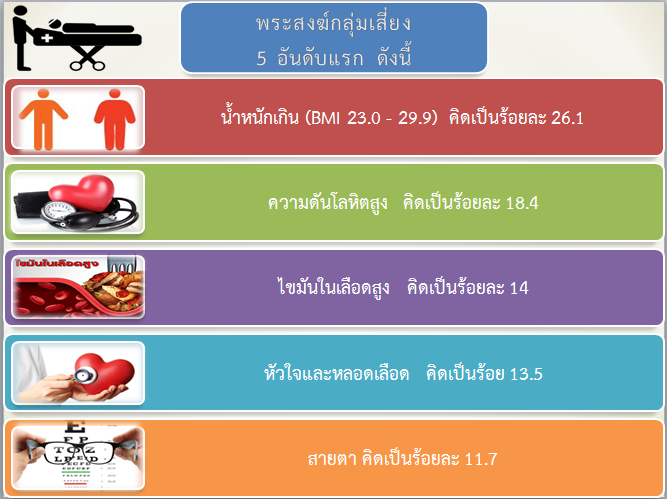 พระสงฆ์กลุ่มเสี่ยง
5 อันดับแรก ดังนี้
น้ำหนักเกิน (BMI 23.0 - 29.9) คิดเป็นร้อยละ 26.1
ความดันโลหิตสูง คิดเป็นร้อยละ 18.4
ไขมันในเลือดสูง
ไขมันในเลือดสูง คิดเป็นร้อยละ 14
หัวใจและหลอดเลือด คิดเป็นร้อย 13.5
E
F P
T O Z
L P E D
สายตา คิดเป็นร้อยละ 11.7